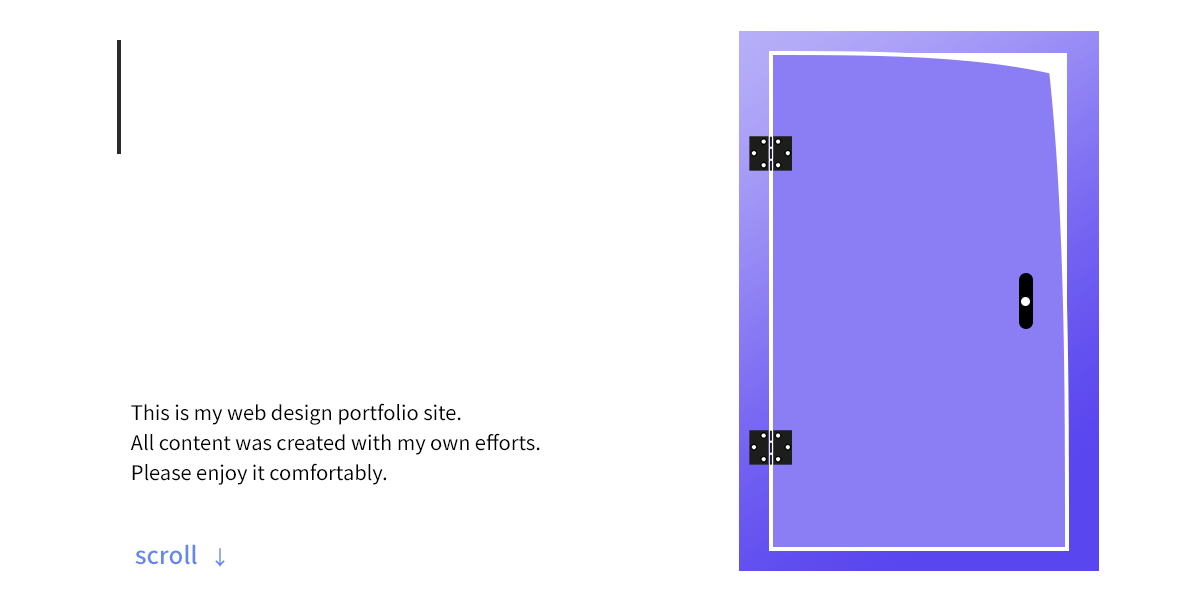 This is my web design portfolio site.
All content was created with my own efforts.
Please enjoy it comfortably.
scroll ↓